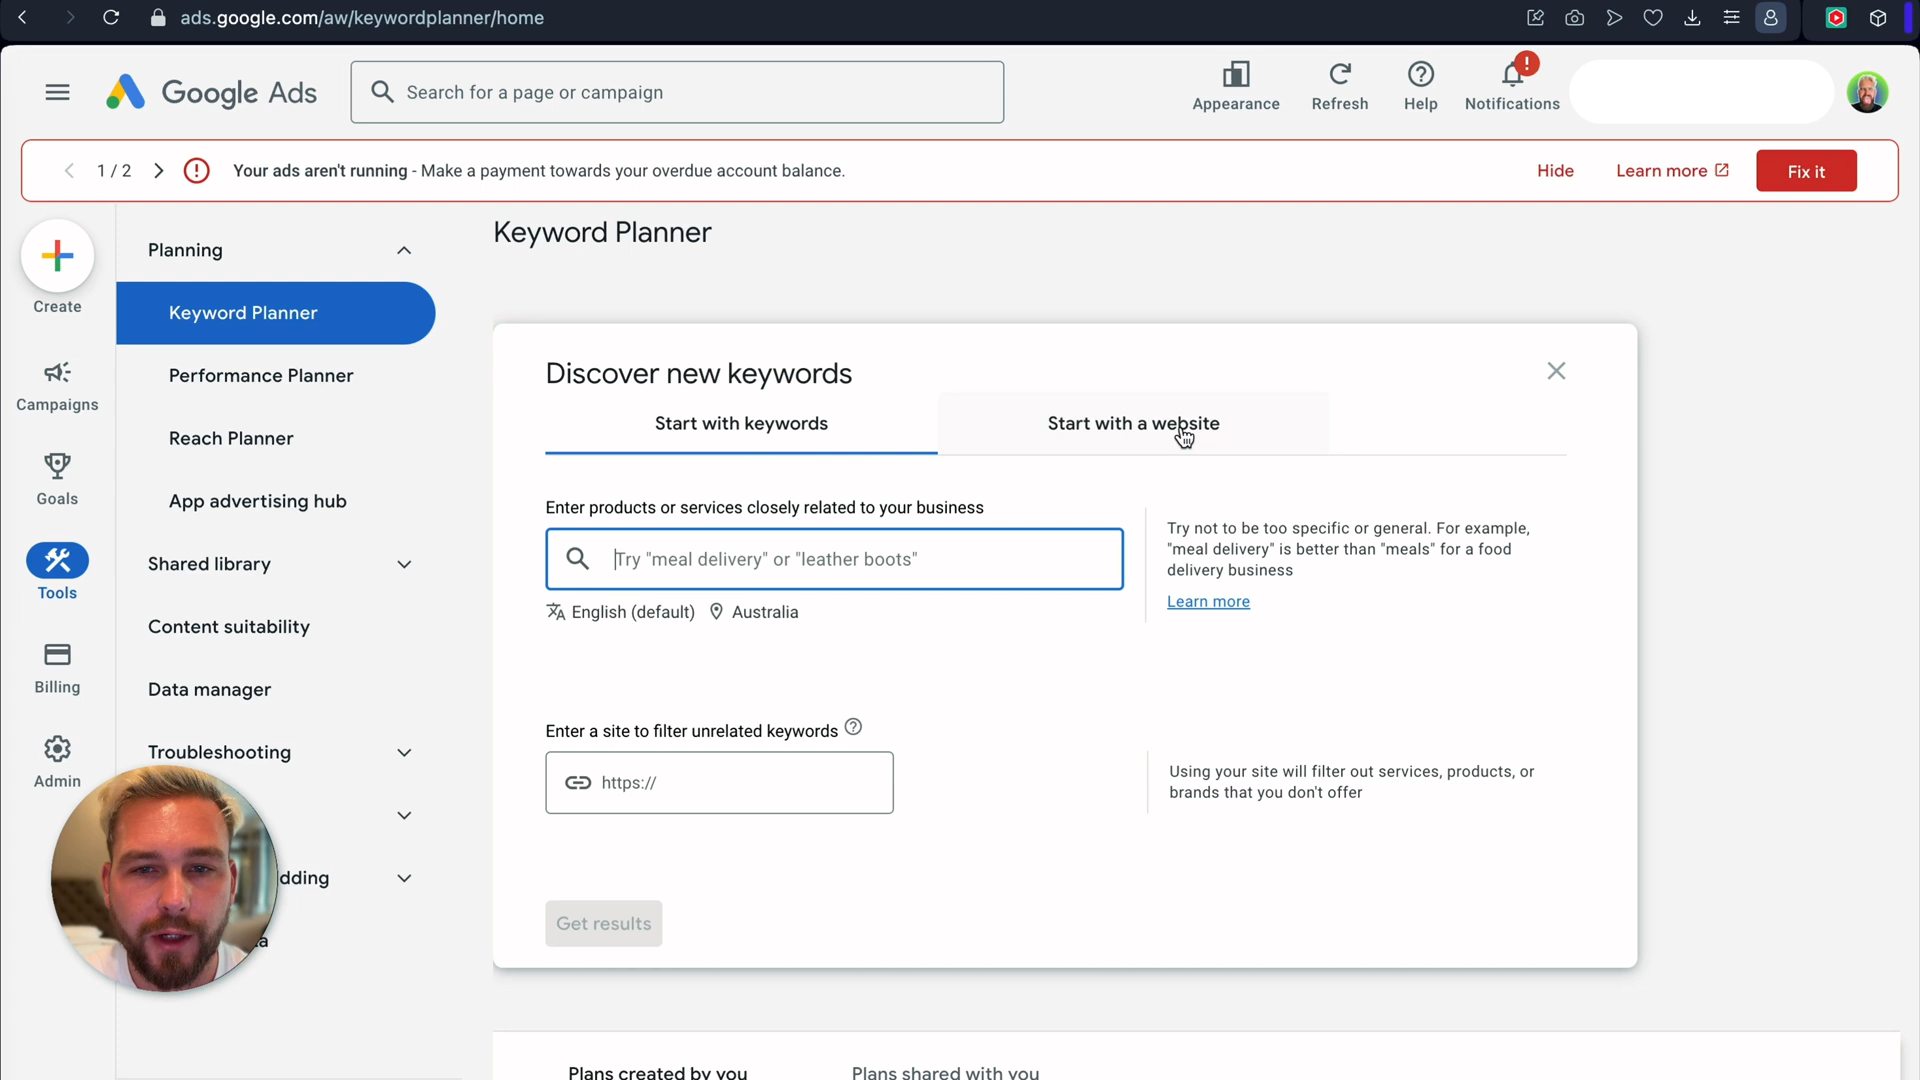 ads.google.com/aw/keywordplanner/home
Google Ads
Search for a page or campaign
Appearance
Refresh
Help
Notifications
1 / 2
Your ads aren't running - Make a payment towards your overdue account balance.
Hide
Learn more
Fix it
Create
Campaigns
Goals
Tools
Billing
Admin
Planning
Keyword Planner
Performance Planner
Reach Planner
App advertising hub
Shared library
Content suitability
Data manager
Troubleshooting
Keyword Planner
Discover new keywords
Start with keywords
Start with a website
Enter products or services closely related to your business
Try "meal delivery" or "leather boots"
English (default)
Australia
Try not to be too specific or general. For example,
"meal delivery" is better than "meals" for a food
delivery business
Learn more
Enter a site to filter unrelated keywords
https://
Using your site will filter out services, products, or
brands that you don't offer
Get results
Plans created by you
Plans shared with you